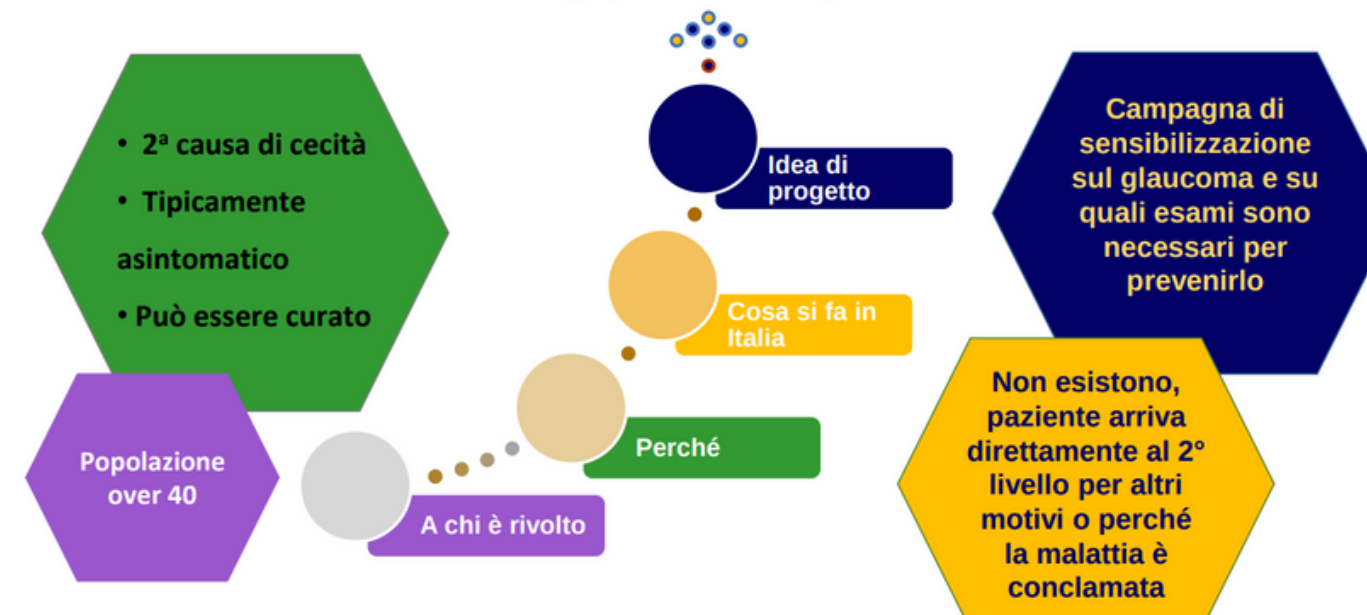 • 2ª causa di cecità
• Tipicamente
asintomatico
• Può essere curato
Popolazione
over 40
Idea di
progetto
Cosa si fa in
Italia
Perché
A chi è rivolto
Campagna di
sensibilizzazione
sul glaucoma e su
quali esami sono
necessari per
prevenirlo
Non esistono,
paziente arriva
direttamente al 2°
livello per altri
motivi o perché
la malattia è
conclamata